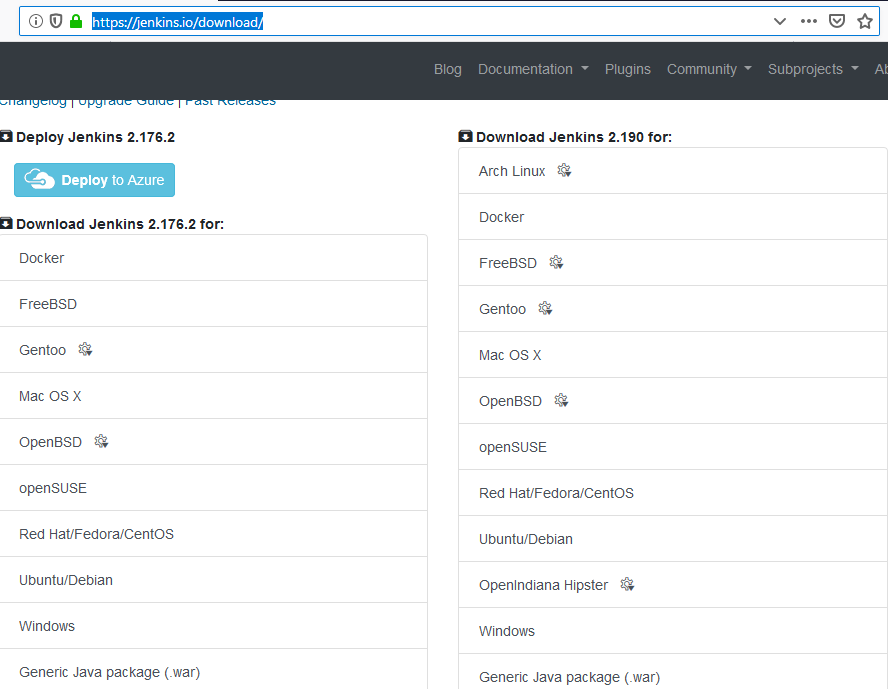 https://jenkins.io/download/
Blog Documentation Plugins Community Subprojects Ab
Changelog | Upgrade Guide | Past Releases
Deploy Jenkins 2.176.2
Deploy to Azure
Download Jenkins 2.176.2 for:
Docker
FreeBSD
Gentoo
Mac OS X
OpenBSD
openSUSE
Red Hat/Fedora/CentOS
Ubuntu/Debian
Windows
Generic Java package (.war)
Download Jenkins 2.190 for:
Arch Linux
Docker
FreeBSD
Gentoo
Mac OS X
OpenBSD
openSUSE
Red Hat/Fedora/CentOS
Ubuntu/Debian
OpenIndiana Hipster
Windows
Generic Java package (.war)